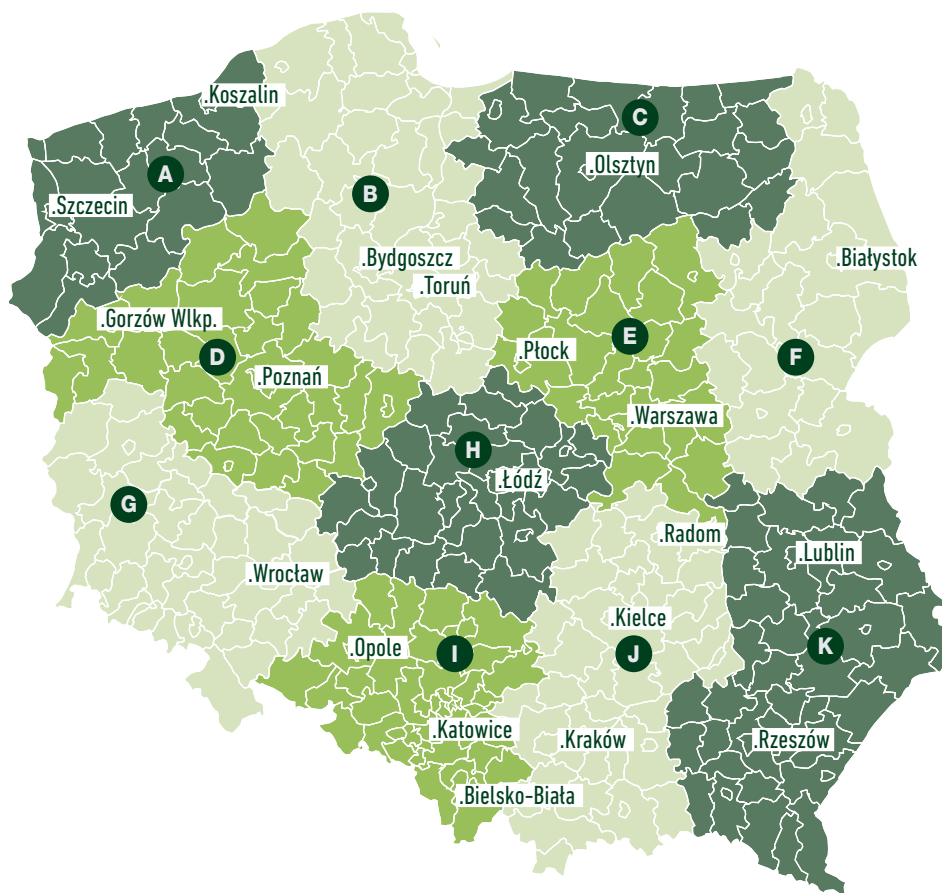 .Koszalin
C
A
.Olsztyn
B
.Szczecin
.Bydgoszcz
.Białystok
.Toruń
.Gorzów Wlkp.
E
D
.Płock
F
.Poznań
.Warszawa
H
.Łódź
G
.Radom
.Lublin
.Wrocław
.Kielce
.Opole
I
J
K
.Katowice
.Kraków
.Rzeszów
.Bielsko-Biała